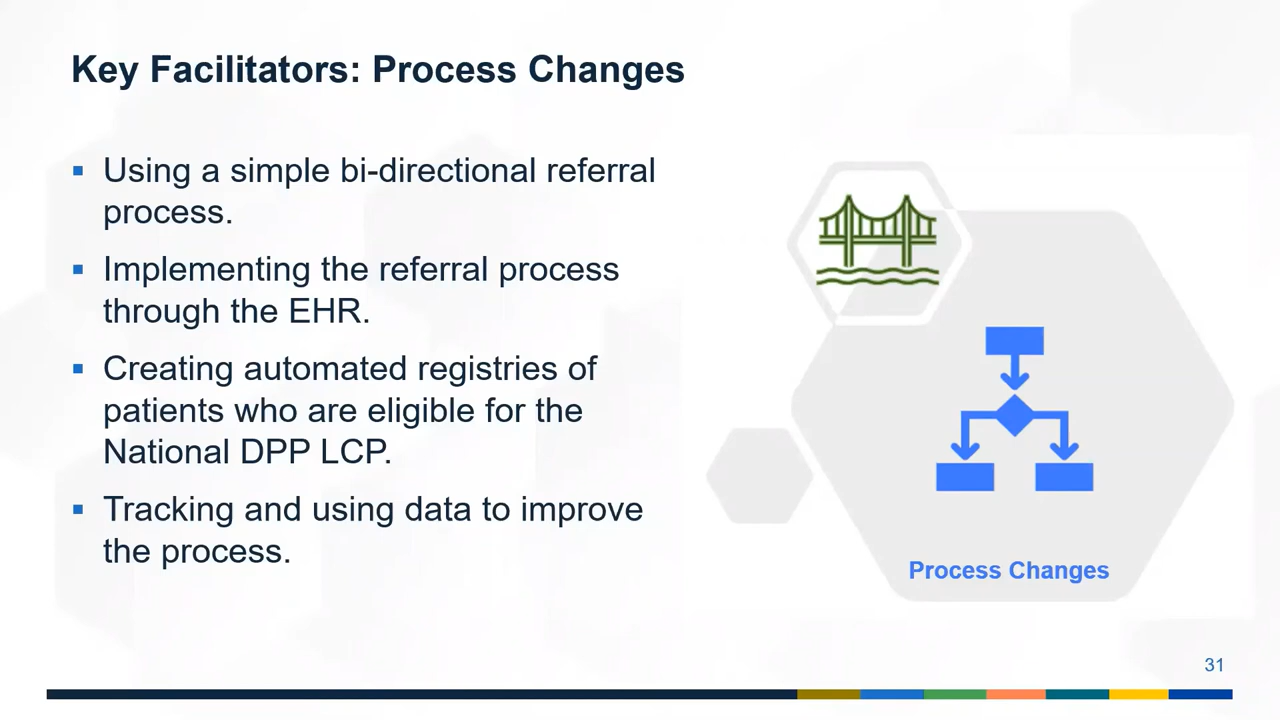 Key Facilitators: Process Changes
▪ Using a simple bi-directional referral
process.
▪ Implementing the referral process
through the EHR.
▪ Creating automated registries of
patients who are eligible for the
National DPP LCP.
▪ Tracking and using data to improve
the process.
Process Changes
31